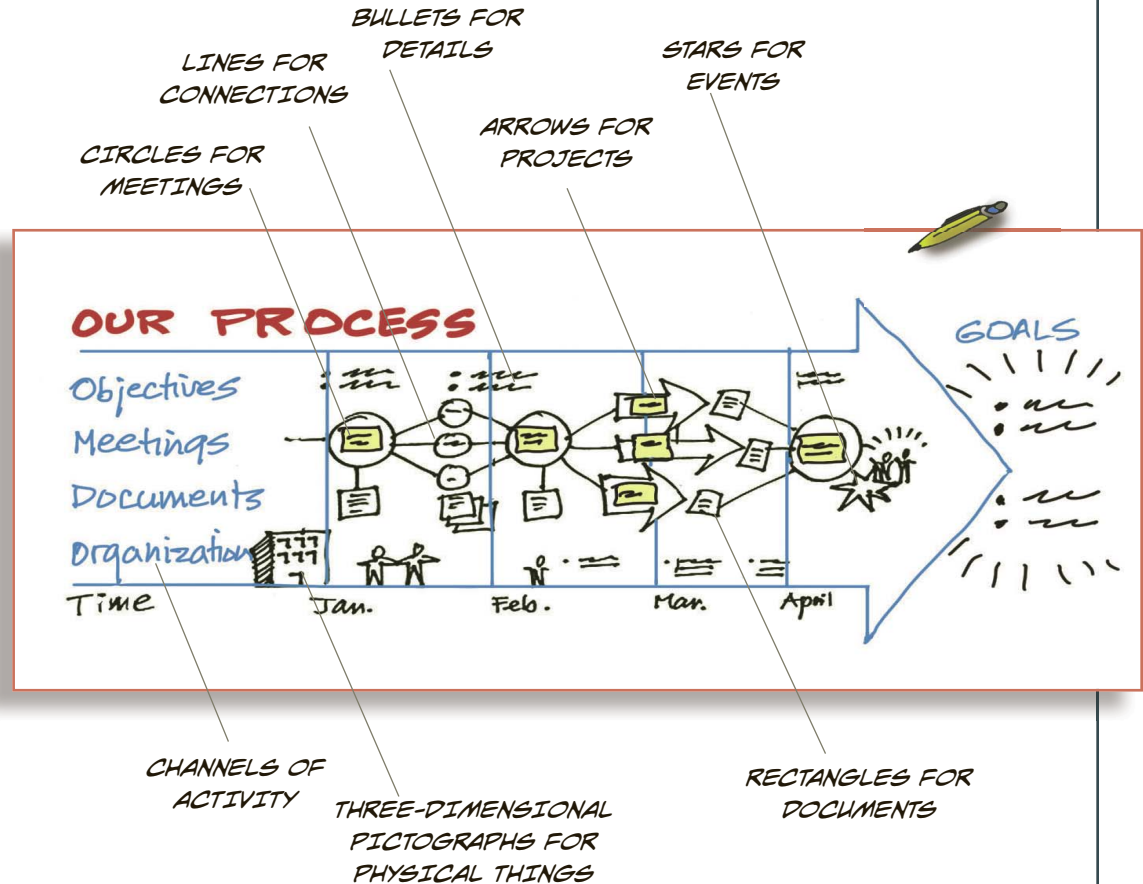 BULLETS FOR
DETAILS
LINES FOR
CONNECTIONS
STARS FOR
EVENTS
ARROWS FOR
PROJECTS
CIRCLES FOR
MEETINGS
OUR PROCESS
GOALS
Objectives
Meetings
Documents
Organization
Time
Jan.
Feb.
Mar.
April
CHANNELS OF
ACTIVITY
THREE-DIMENSIONAL
PICTOGRAPHS FOR
PHYSICAL THINGS
RECTANGLES FOR
DOCUMENTS